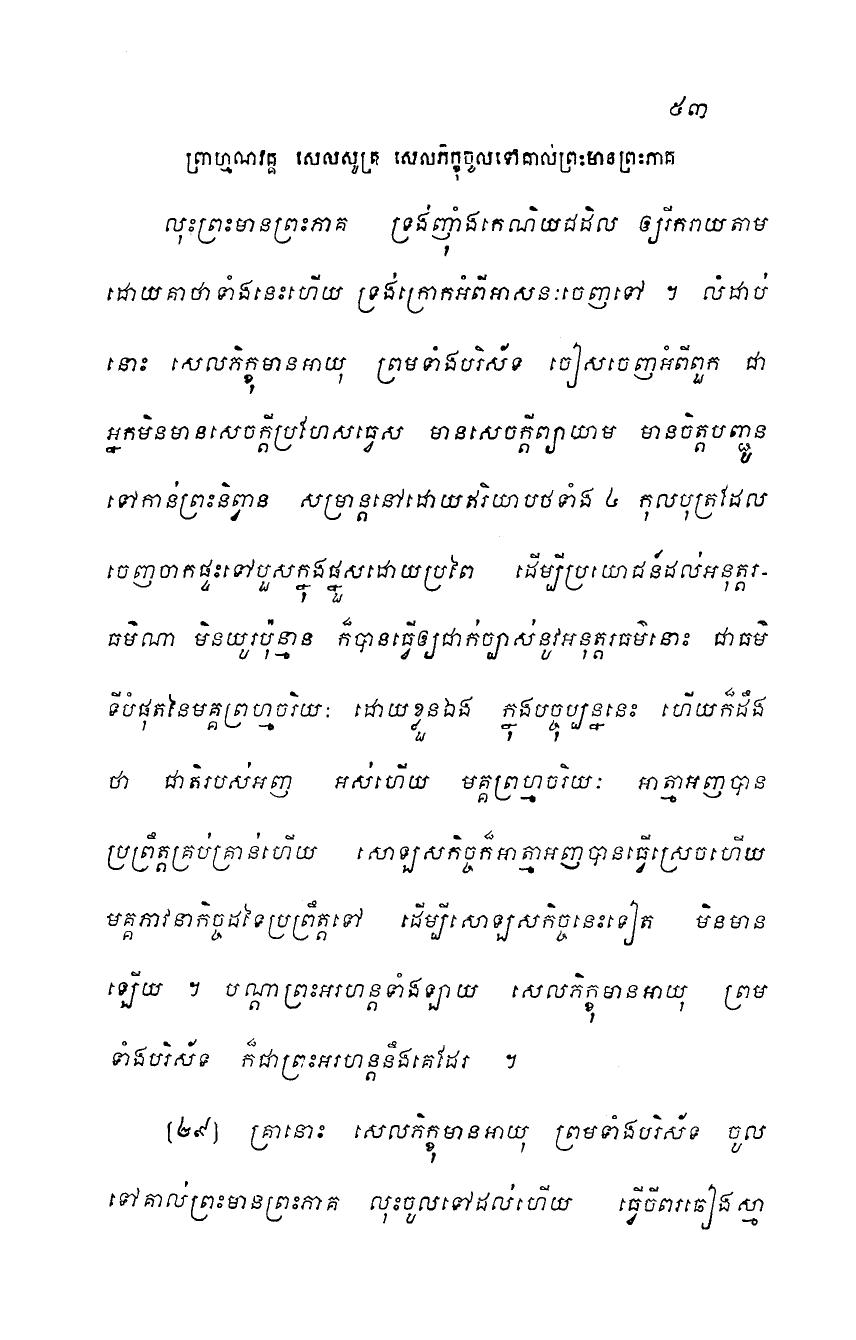 ៥៣
ព្រាហ្មណវគ្គ សេលសូត្រ សេលភិក្ខុចូលទៅគាល់ព្រះមានព្រះភាគ
លុះព្រះមានព្រះភាគ ទ្រង់ញ៉ាំងកេណិយជដិល ឲ្យរីករាយតាម
ដោយគាថាទាំងនេះហើយ ទ្រង់ក្រោកអំពីអាសនៈចេញទៅ ។ លំដាប់
នោះ សេលភិក្ខុមានអាយុ ព្រមទាំងបរិស័ទ ចៀសចេញអំពីពួក ជា
អ្នកមិនមានសេចក្តីប្រហែសធ្វេស មានសេចក្តីព្យាយាម មានចិត្តបញ្ជូន
ទៅកាន់ព្រះនិព្វាន សម្រាន្តនៅដោយឥរិយាបថទាំង ៤ កុលបុត្រដែល
ចេញចាកផ្ទះទៅបួសក្នុងផ្នួសដោយប្រពៃ ដើម្បីប្រយោជន៍ដល់អនុត្តរ-
ធម៌ណា មិនយូរប៉ុន្មាន ក៏បានធ្វើឲ្យជាក់ច្បាស់នូវអនុត្តរធម៌នោះ ជាធម៌
ទីបំផុតនៃមគ្គព្រហ្មចរិយៈ ដោយខ្លួនឯង ក្នុងបច្ចុប្បន្ននេះ ហើយក៏ដឹង
ថា ជាតិរបស់អញ អស់ហើយ មគ្គព្រហ្មចរិយៈ អាត្មាអញបាន
ប្រព្រឹត្តគ្រប់គ្រាន់ហើយ សោឡសកិច្ចក៏អាត្មាអញបានធ្វើស្រេចហើយ
មគ្គភាវនាកិច្ចដទៃប្រព្រឹត្តទៅ ដើម្បីសោឡសកិច្ចនេះទៀត មិនមាន
ឡើយ ។ បណ្តាព្រះអរហន្តទាំងឡាយ សេលភិក្ខុមានអាយុ ព្រម
ទាំងបរិស័ទ ក៏ជាព្រះអរហន្តនឹងគេដែរ ។
[២៩] គ្រានោះ សេលភិក្ខុមានអាយុ ព្រមទាំងបរិស័ទ ចូល
ទៅគាល់ព្រះមានព្រះភាគ លុះចូលទៅដល់ហើយ ធ្វើចីពរឆៀងស្មា